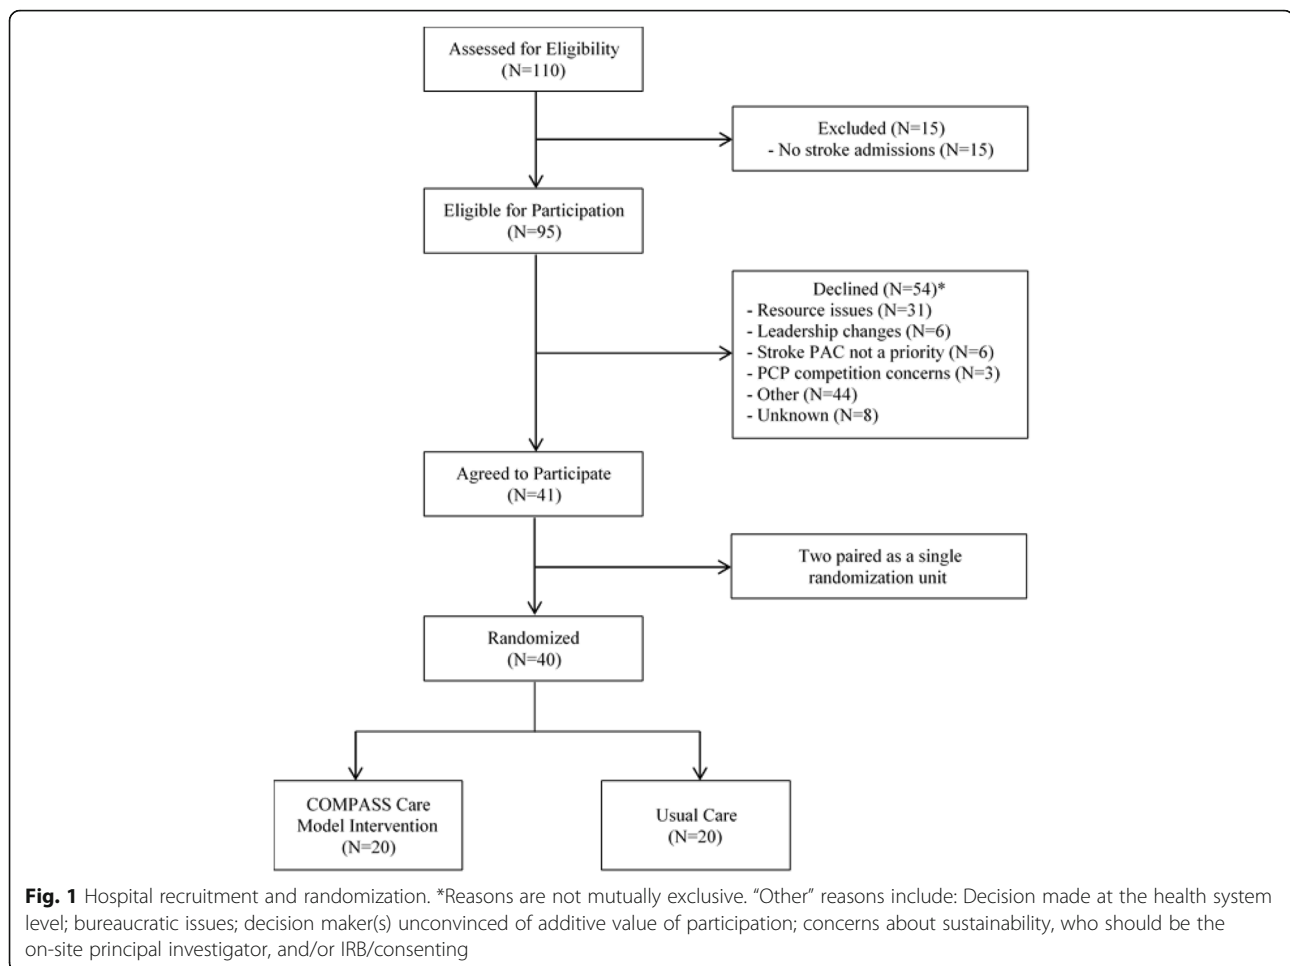 Assessed for Eligibility
(N=110)
Excluded (N=15)
- No stroke admissions (N=15)
Eligible for Participation
(N=95)
Declined (N=54)*
- Resource issues (N=31)
- Leadership changes (N=6)
- Stroke PAC not a priority (N=6)
- PCP competition concerns (N=3)
- Other (N=44)
- Unknown (N=8)
Agreed to Participate
(N=41)
Two paired as a single
randomization unit
Randomized
(N=40)
COMPASS Care
Model Intervention
(N=20)
Usual Care
(N=20)
Fig. 1 Hospital recruitment and randomization. *Reasons are not mutually exclusive. “Other” reasons include: Decision made at the health system
level; bureaucratic issues; decision maker(s) unconvinced of additive value of participation; concerns about sustainability, who should be the
on-site principal investigator, and/or IRB/consenting